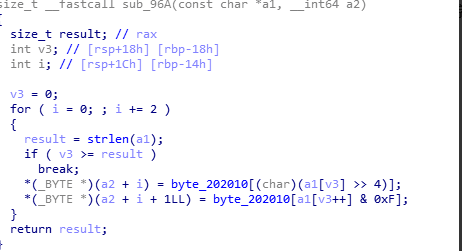 size_t __fastcall sub_96A(const char *a1, __int64 a2)
{
size_t result; // rax
int v3; // [rsp+18h] [rbp-18h]
int i; // [rsp+1Ch] [rbp-14h]
v3 = 0;
for ( i = 0; ; i += 2 )
{
result = strlen(a1);
if ( v3 >= result )
break;
*(_BYTE *)(a2 + i) = byte_202010[(char)(a1[v3] >> 4)];
*(_BYTE *)(a2 + i + 1LL) = byte_202010[a1[v3++] & 0xF];
}
return result;
}